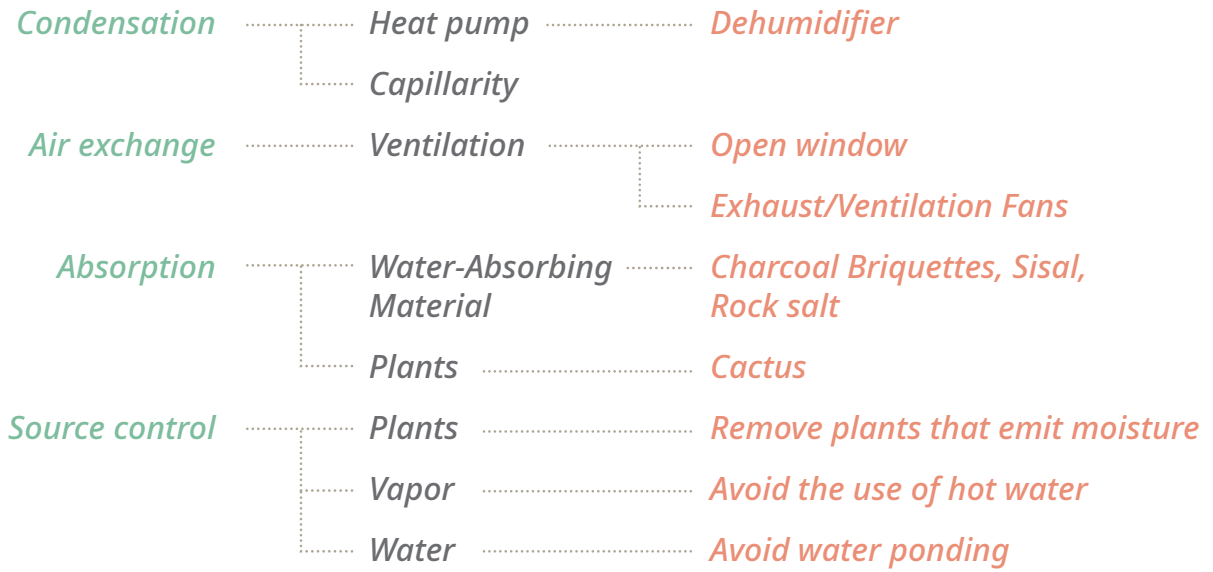 Condensation Heat pump Dehumidifier
Capillarity
Air exchange Ventilation Open window
Exhaust/Ventilation Fans
Absorption Water-Absorbing Charcoal Briquettes, Sisal,
Material Rock salt
Plants Cactus
Source control Plants Remove plants that emit moisture
Vapor Avoid the use of hot water
Water Avoid water ponding